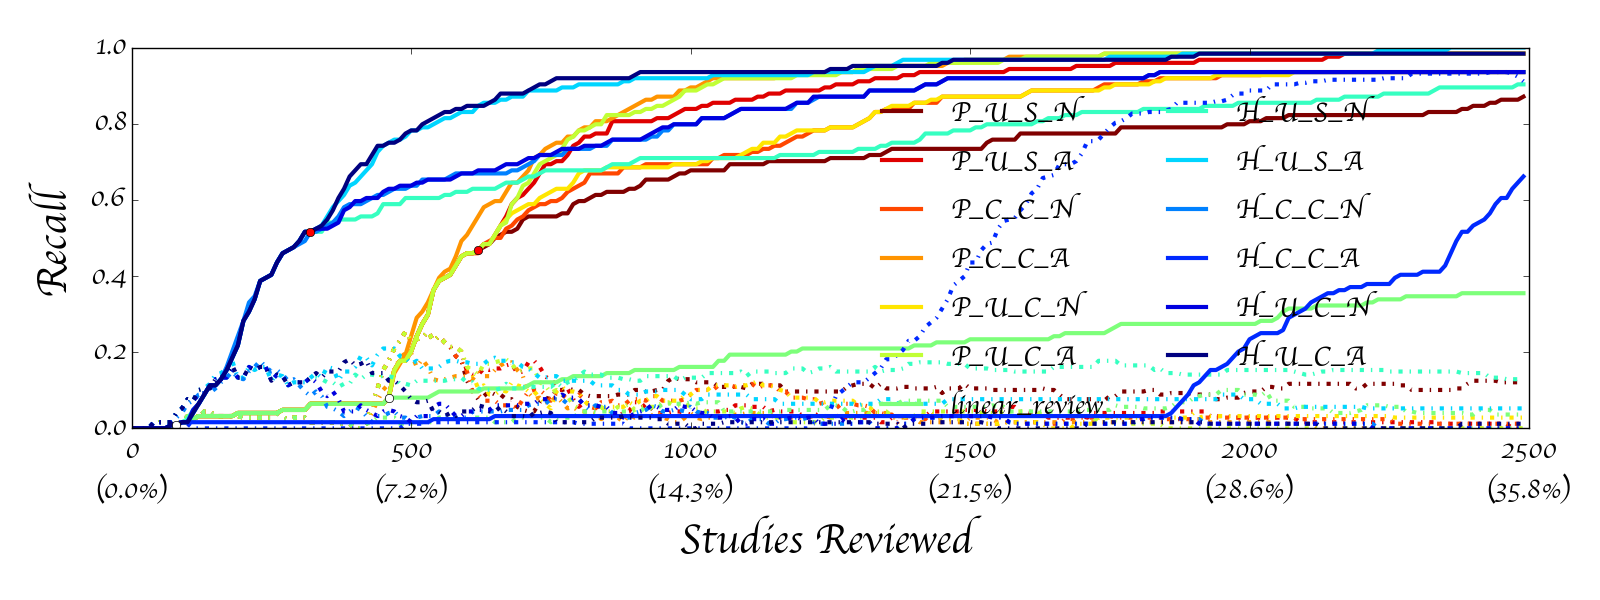 1.0
0.8
0.6
0.4
0.2
0.0
Recall
P_U_S_N
P_U_S_A
P_C_C_N
P_C_C_A
P_U_C_N
P_U_C_A
linear_review
H_U_S_N
H_U_S_A
H_C_C_N
H_C_C_A
H_U_C_N
H_U_C_A
0 500 1000 1500 2000 2500
(0.0%) (7.2%) (14.3%) (21.5%) (28.6%) (35.8%)
Studies Reviewed